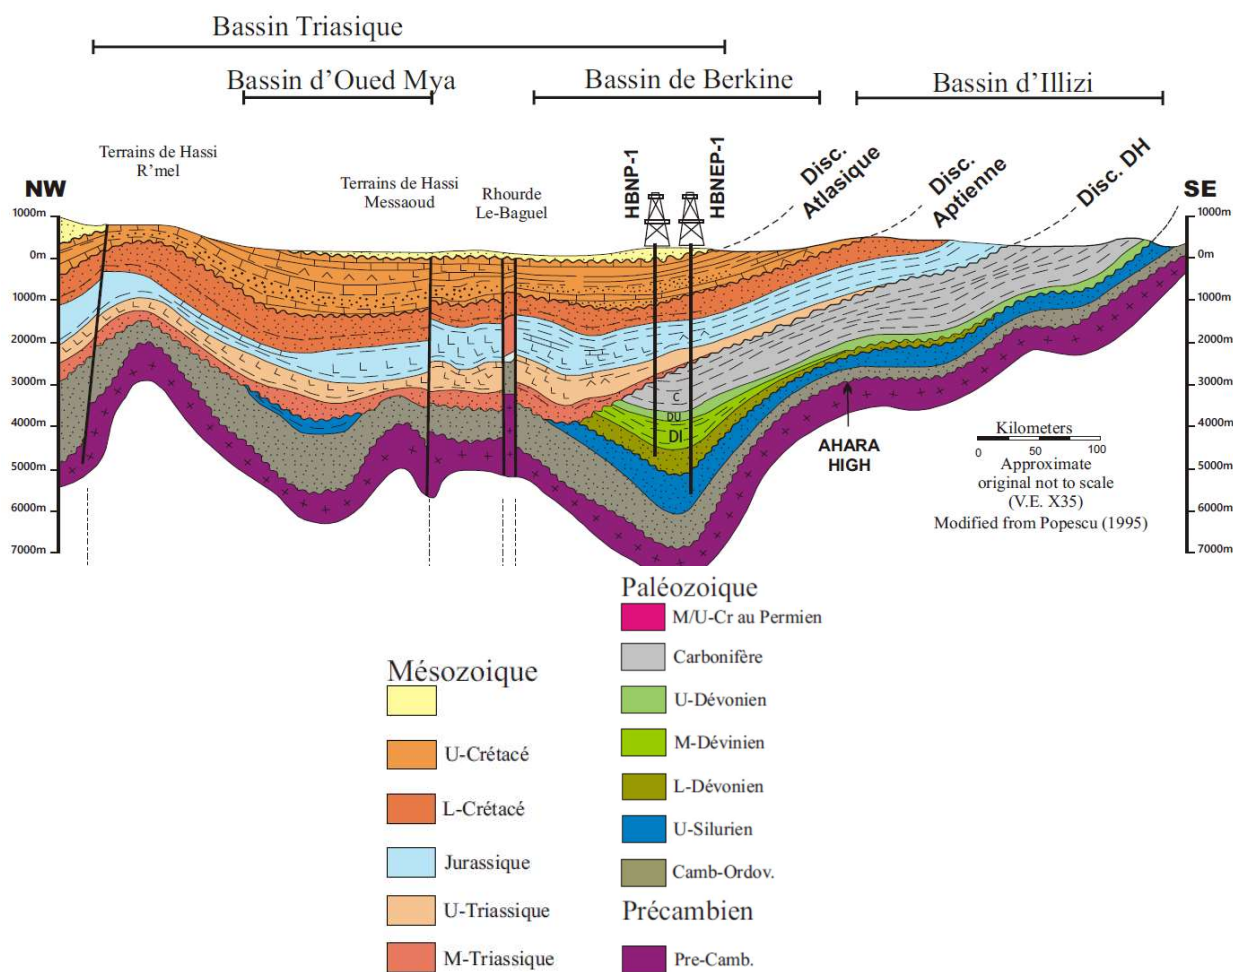 Bassin Triasique
Bassin d'Oued Mya
Bassin de Berkine
Bassin d'Illizi
Terrains de Hassi
R'mel
Terrains de Hassi
Messaoud
Rhourde
Le-Baguel
HBNP-1
HBNEP-1
Disc.
Atlasique
Disc.
Aptienne
Disc. DH
NW
SE
1000m
0m
1000m
2000m
3000m
4000m
5000m
6000m
7000m
1000m
0m
1000m
2000m
3000m
4000m
5000m
6000m
7000m
C
DU
DI
AHARA
HIGH
Kilometers
0 50 100
Approximate
original not to scale
(V.E. X35)
Modified from Popescu (1995)
Mésozoique
U-Crétacé
L-Crétacé
Jurassique
U-Triassique
M-Triassique
Paléozoique
M/U-Cr au Permien
Carbonifère
U-Dévonien
M-Dévinien
L-Dévonien
U-Silurien
Camb-Ordov.
Précambien
Pre-Camb.